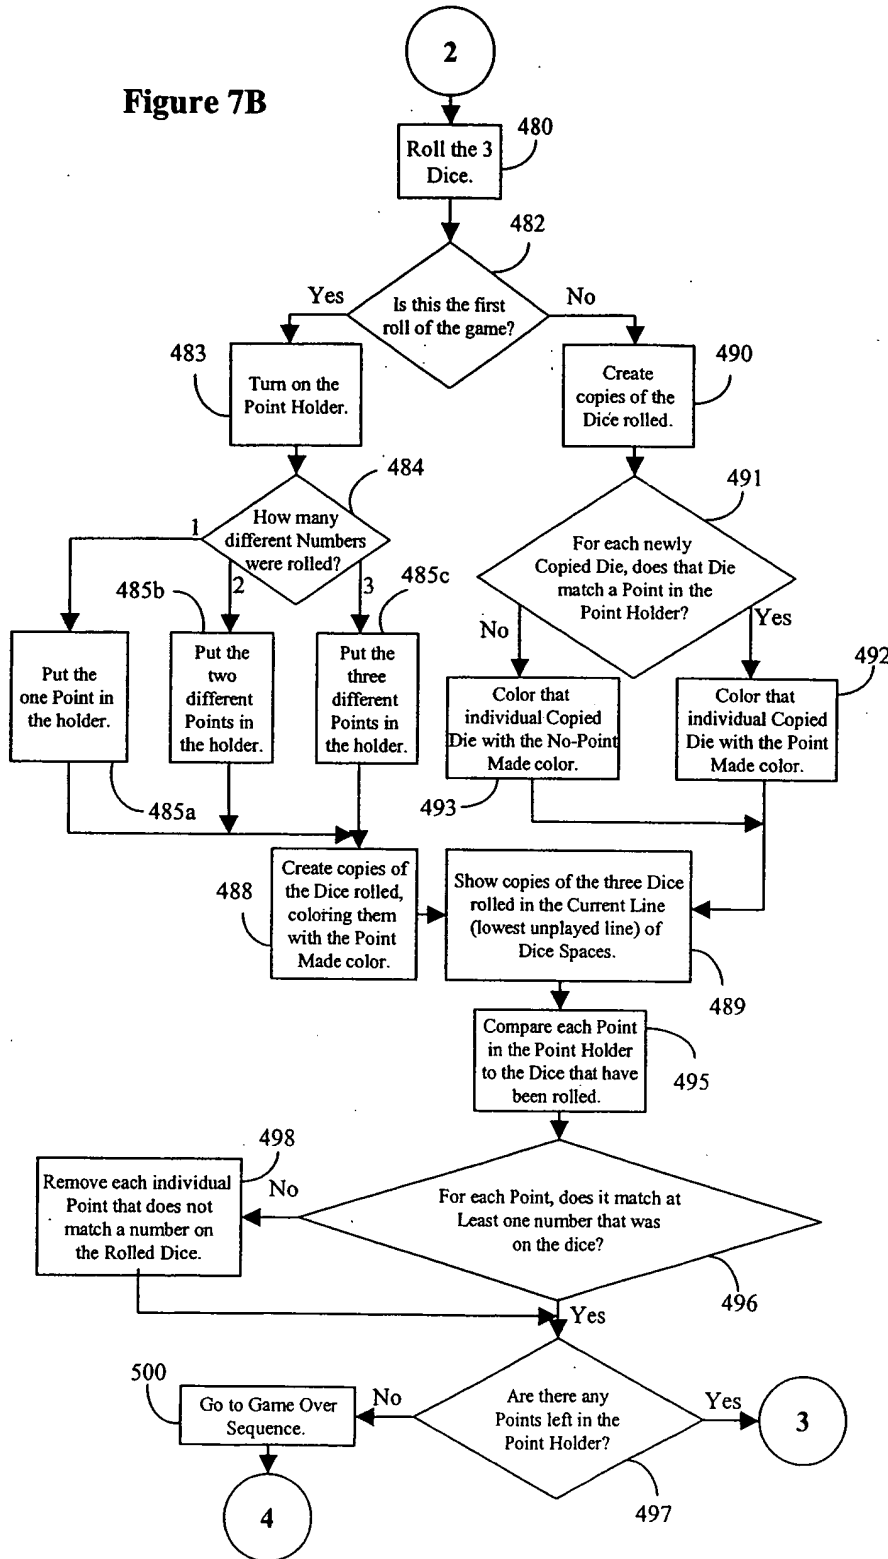 2
Figure 7B
480
Roll the 3
Dice.
482
Is this the first
roll of the game?
Yes
No
483
Turn on the
Point Holder.
490
Create
copies of the
Dice rolled.
484
How many
different Numbers
were rolled?
1
2
3
491
For each newly
Copied Die, does that Die
match a Point in the
Point Holder?
No
Yes
485b
485c
Put the
one Point in
the holder.
485a
Put the
two
different
Points in
the holder.
Put the
three
different
Points in
the holder.
Color that
individual Copied
Die with the No-Point
Made color.
493
492
Color that
individual Copied
Die with the Point
Made color.
488
Create copies of
the Dice rolled,
coloring them
with the Point
Made color.
Show copies of the three Dice
rolled in the Current Line
(lowest unplayed line) of
Dice Spaces.
489
Compare each Point
in the Point Holder
to the Dice that have
been rolled.
495
498
Remove each individual
Point that does not
match a number on
the Rolled Dice.
No
For each Point, does it match at
Least one number that was
on the dice?
496
Yes
500
Go to Game Over
Sequence.
No
Are there any
Points left in the
Point Holder?
Yes
3
497
4